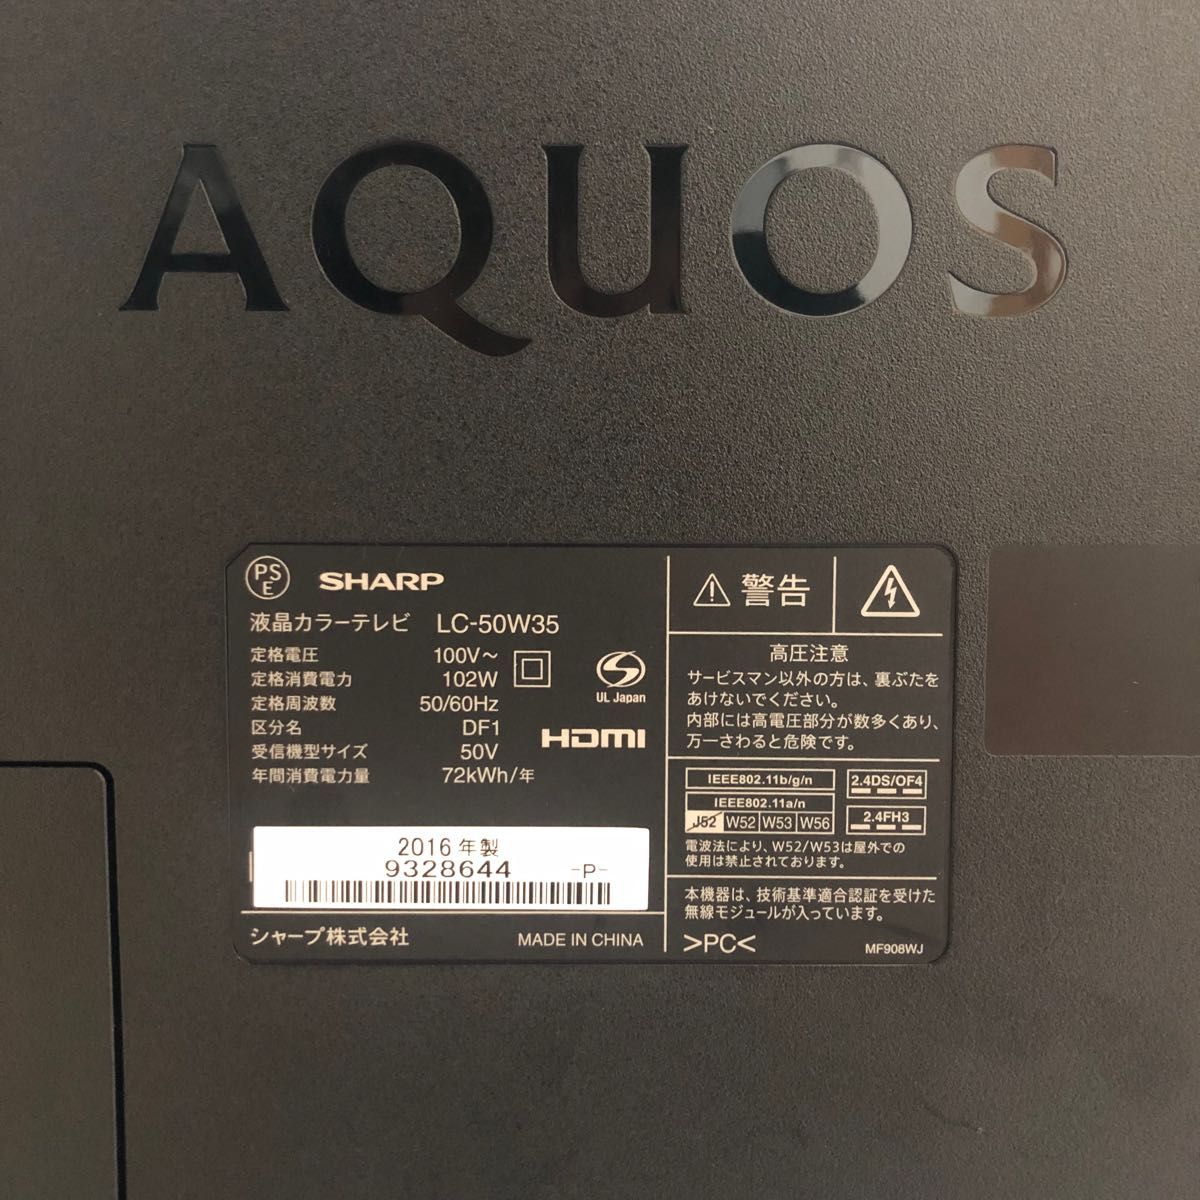 AQUOS
PSE SHARP
液晶カラーテレビ LC-50W35
定格電圧 100V〜
定格消費電力 102W
定格周波数 50/60Hz
区分名 DF1
受信機型サイズ 50V
年間消費電力量 72kWh/年
S
UL Japan
HDMI
2016年製
9328644 -P-
シャープ株式会社 MADE IN CHINA
警告
高圧注意
サービスマン以外の方は、裏ぶたを
あけないでください。
内部には高電圧部分が数多くあり、
万一さわると危険です。
IEEE802.11b/g/n
IEEE802.11a/n
J52 W52 W53 W56
2.4DS/OF4
2.4FH3
電波法により、W52/W53は屋外での
使用は禁止されております。
本機器は、技術基準適合認証を受けた
無線モジュールが入っています。
>PC< MF908WJ